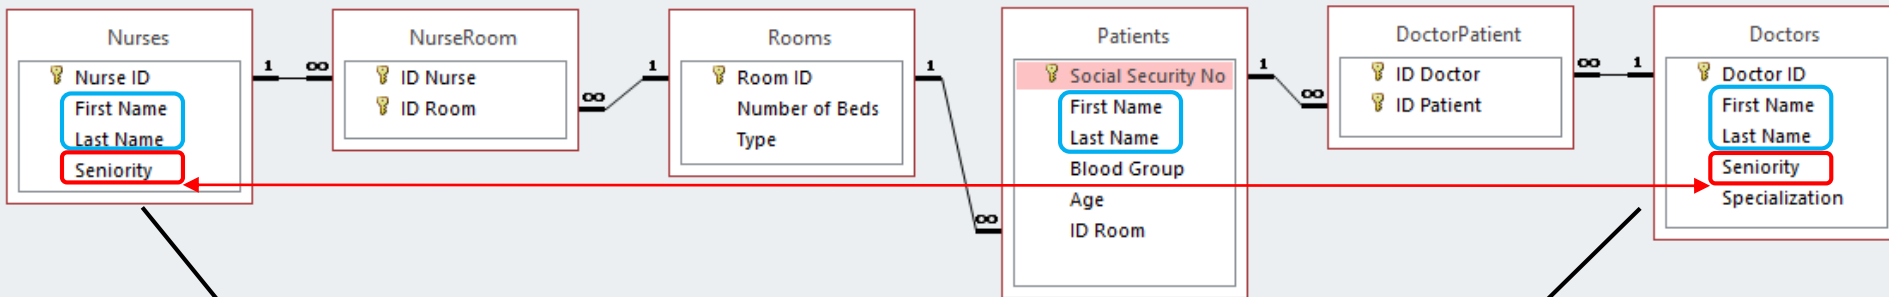 Nurses
Nurse ID
First Name
Last Name
Seniority
1
∞
NurseRoom
ID Nurse
ID Room
∞
1
Rooms
Room ID
Number of Beds
Type
1
∞
Patients
Social Security No
First Name
Last Name
Blood Group
Age
ID Room
1
∞
DoctorPatient
ID Doctor
ID Patient
∞
1
Doctors
Doctor ID
First Name
Last Name
Seniority
Specialization